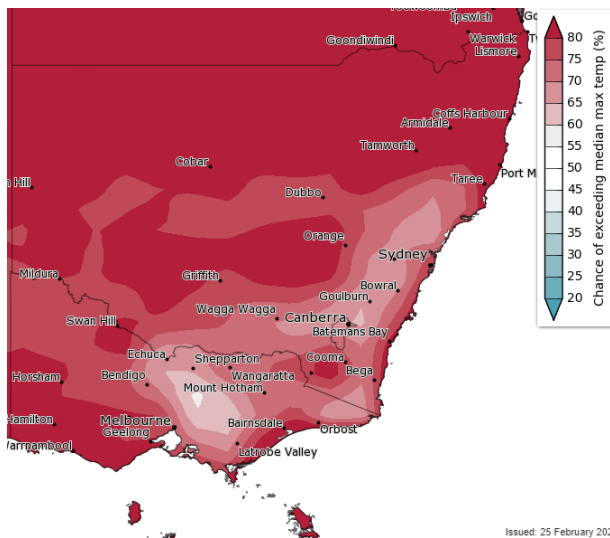 Ipswich
Goondiwindi
Warwick
Lismore
Coffs Harbour
Armidale
Tamworth
Cobar
Port M
Taree
Hill
Dubbo
Orange
Sydney
Mildura
Griffith
Bowral
Goulburn
Wagga Wagga
Canberra
Swan Hill
Batemans Bay
Echuca
Shepparton
Cooma
Horsham
Bendigo
Wangaratta
Bega
Mount Hotham
Hamilton
Melbourne
Bairnsdale
Orbost
Geelong
Warrnambool
Latrobe Valley
80
75
70
65
60
55
50
45
40
35
30
25
20
Chance of exceeding median max temp (%)
Issued: 25 February 202